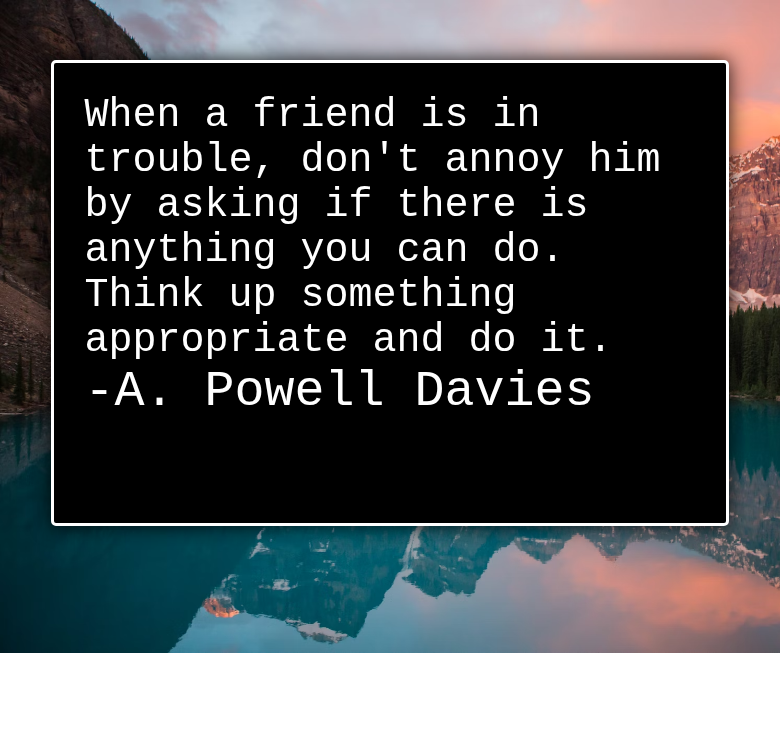 When a friend is in
trouble, don't annoy him
by asking if there is
anything you can do.
Think up something
appropriate and do it.
-A. Powell Davies